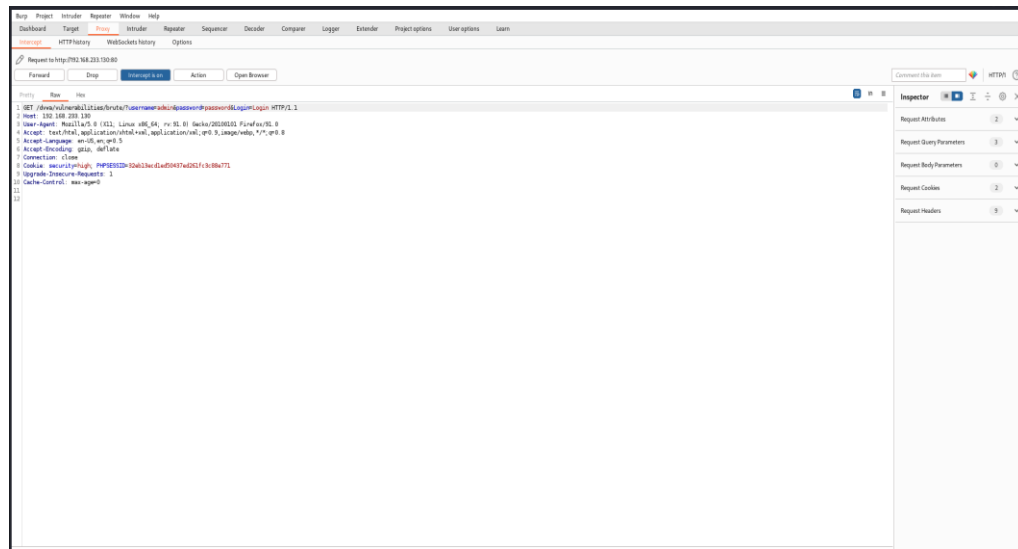 Burp Project Intruder Repeater Window Help
Dashboard Target Proxy Intruder Repeater Sequencer Decoder Comparer Logger Extender Project options User options Learn
Intercept HTTP history WebSockets history Options
Request to http://192.168.233.130:80
Forward Drop Intercept is on Action Open Browser Comment this item HTTP/1
Pretty Raw Hex
Inspector
1 GET /dvwa/vulnerabilities/brute/?username=admin&password=password&Login=Login HTTP/1.1
2 Host: 192.168.233.130
3 User-Agent: Mozilla/5.0 (X11; Linux x86_64; rv:91.0) Gecko/20100101 Firefox/91.0
4 Accept: text/html,application/xhtml+xml,application/xml;q=0.9,image/webp,*/*;q=0.8
5 Accept-Language: en-US,en;q=0.5
6 Accept-Encoding: gzip, deflate
7 Connection: close
8 Cookie: security=high; PHPSESSID=
9 Upgrade-Insecure-Requests: 1
10 Cache-Control: max-age=0
11
12
Request Attributes 2
Request Query Parameters 3
Request Body Parameters 0
Request Cookies 2
Request Headers 9